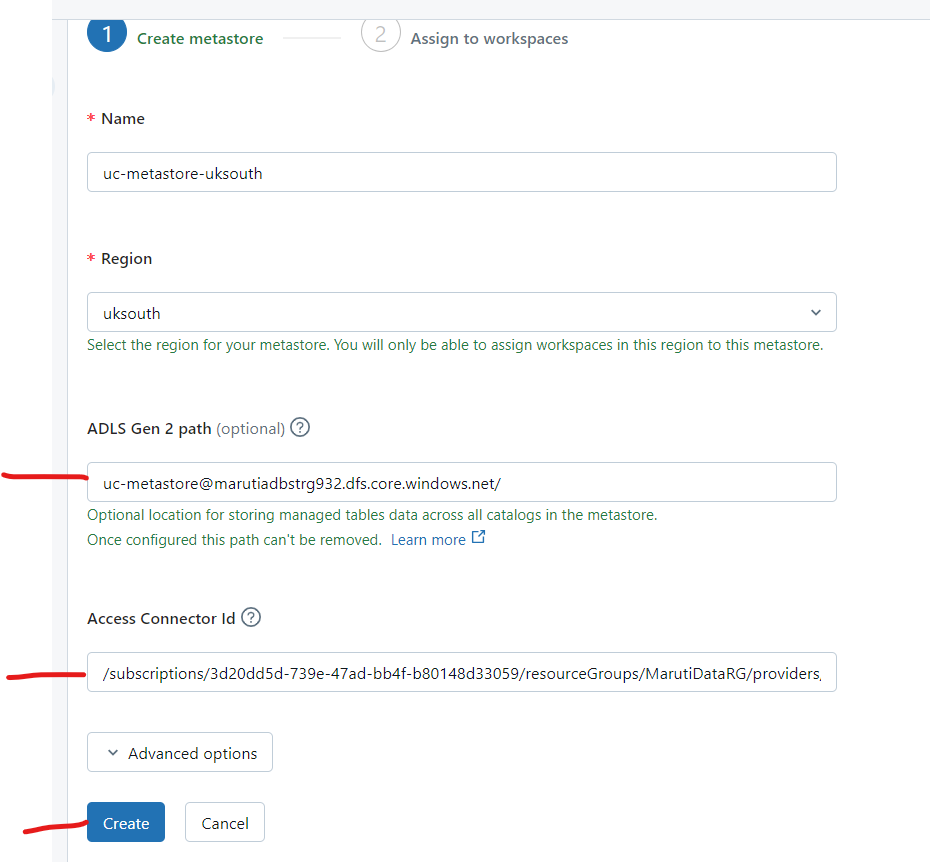 1 Create metastore 2 Assign to workspaces
* Name
uc-metastore-uksouth
* Region
uksouth
Select the region for your metastore. You will only be able to assign workspaces in this region to this metastore.
ADLS Gen 2 path (optional) ?
uc-metastore@marutiadbstrg932.dfs.core.windows.net/
Optional location for storing managed tables data across all catalogs in the metastore.
Once configured this path can't be removed. Learn more
Access Connector Id ?
/subscriptions/3d20dd5d-739e-47ad-bb4f-b80148d33059/resourceGroups/MarutiDataRG/providers,
Advanced options
Create Cancel